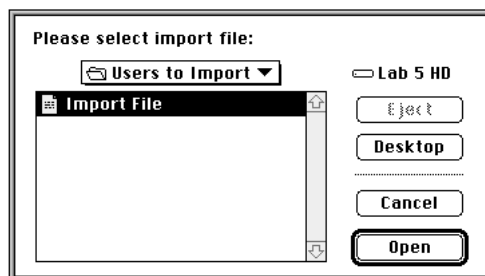 Please select import file:
Users to Import
Lab 5 HD
Import File
Eject
Desktop
Cancel
Open